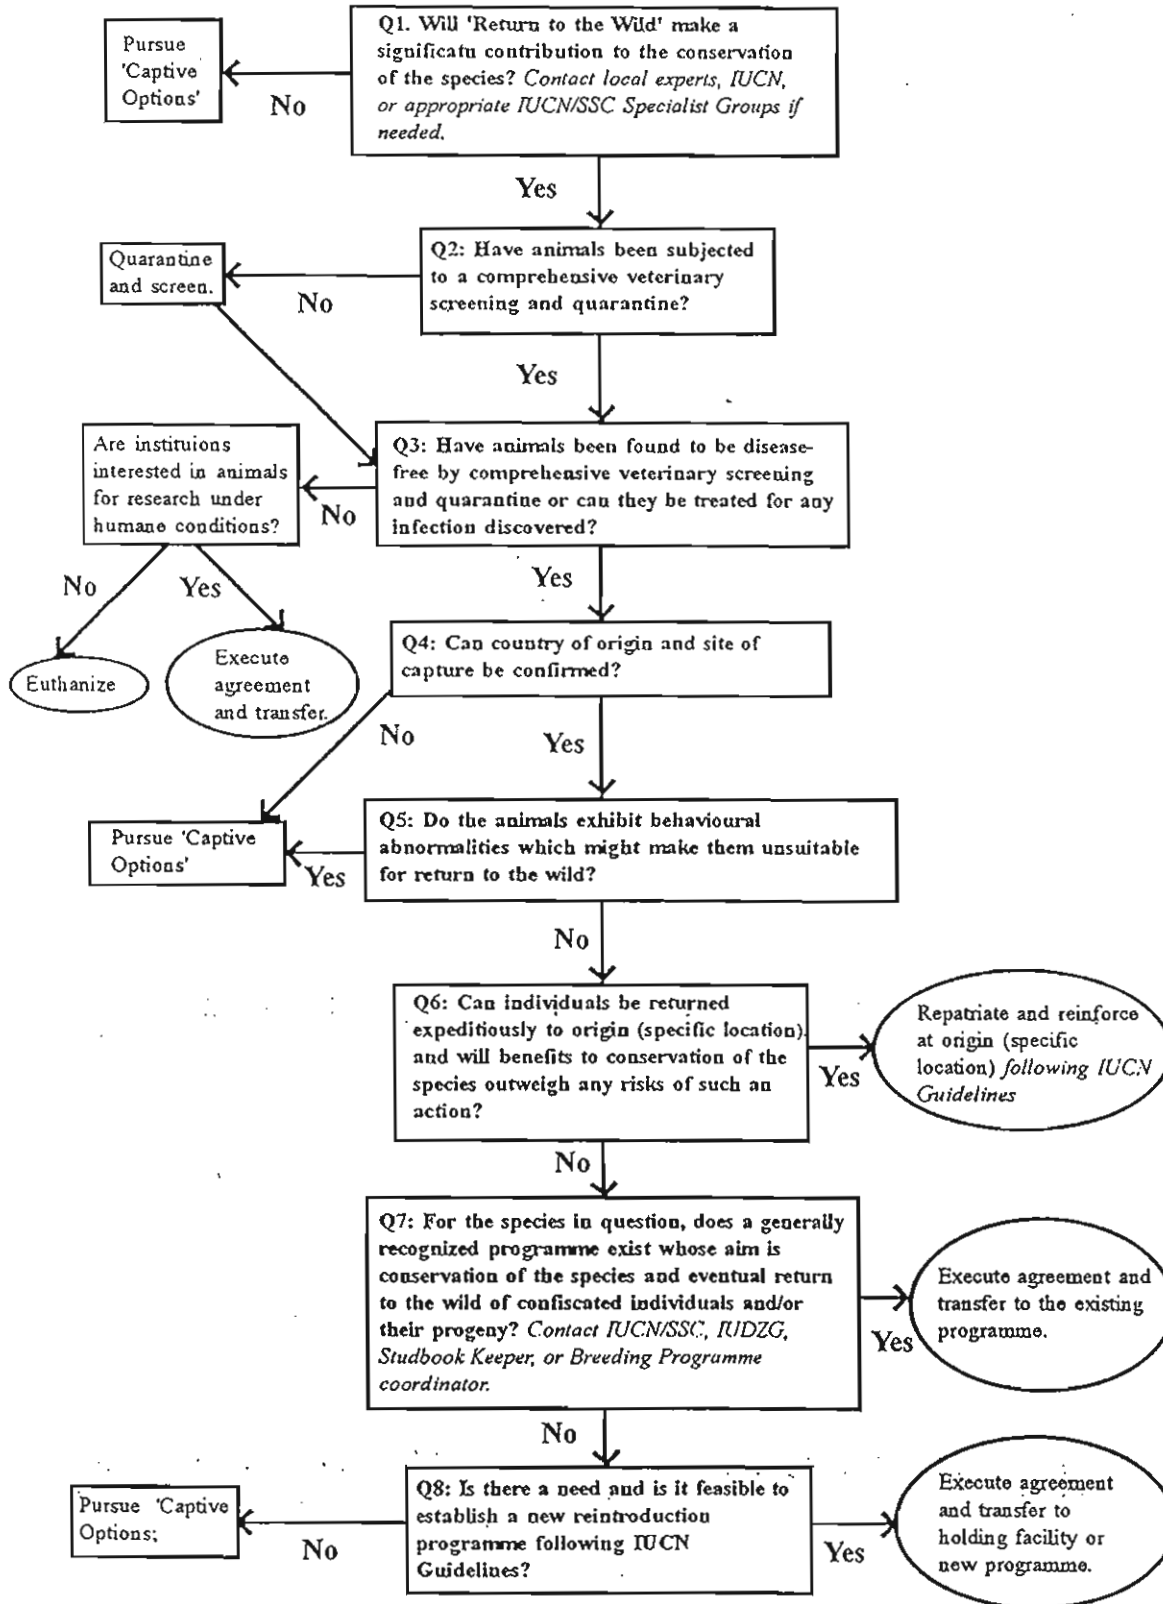 Q1. Will 'Return to the Wild' make a
significatu contribution to the conservation
of the species? Contact local experts, IUCN,
or appropriate IUCN/SSC Specialist Groups if
needed.
Pursue
'Captive
Options'
No
Yes
Q2: Have animals been subjected
to a comprehensive veterinary
screening and quarantine?
Quarantine
and screen.
No
Yes
Q3: Have animals been found to be disease-
free by comprehensive veterinary screening
and quarantine or can they be treated for any
infection discovered?
Are instituions
interested in animals
for research under
humane conditions?
No
No
Yes
Euthanize
Execute
agreement
and transfer.
Yes
Q4: Can country of origin and site of
capture be confirmed?
No
Yes
Q5: Do the animals exhibit behavioural
abnormalities which might make them unsuitable
for return to the wild?
Pursue 'Captive
Options'
Yes
No
Q6: Can individuals be returned
expeditiously to origin (specific location).
and will benefits to conservation of the
species outweigh any risks of such an
action?
Yes
Repatriate and reinforce
at origin (specific
location) following IUCN
Guidelines
No
Q7: For the species in question, does a generally
recognized programme exist whose aim is
conservation of the species and eventual return
to the wild of confiscated individuals and/or
their progeny? Contact IUCN/SSC, IUDZG,
Studbook Keeper, or Breeding Programme
coordinator.
Yes
Execute agreement and
transfer to the existing
programme.
No
Q8: Is there a need and is it feasible to
establish a new reintroduction
programme following IUCN
Guidelines?
Pursue 'Captive
Options;
No
Yes
Execute agreement
and transfer to
holding facility or
new programme.